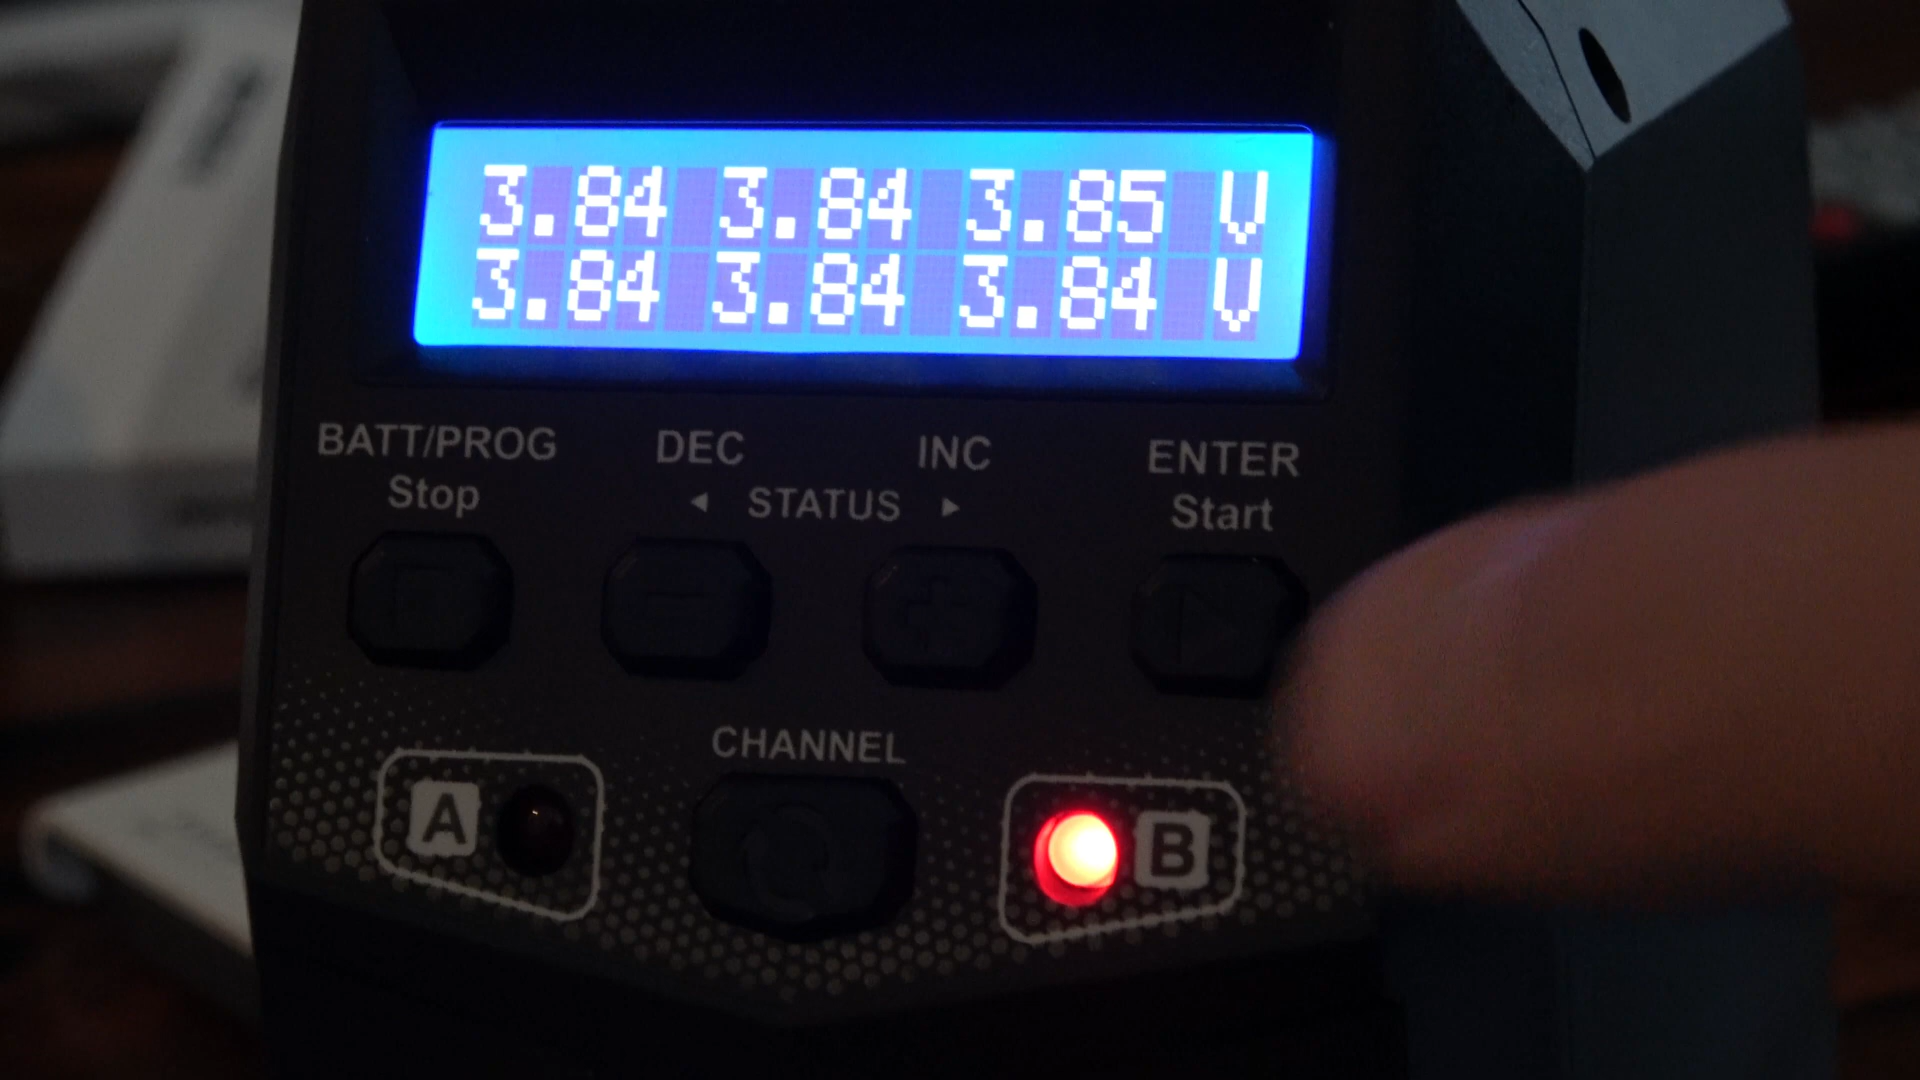 3.84 3.84 3.85 V
3.84 3.84 3.84 V
BATT/PROG
Stop
DEC
INC
◄ STATUS ►
ENTER
Start
CHANNEL
A
B